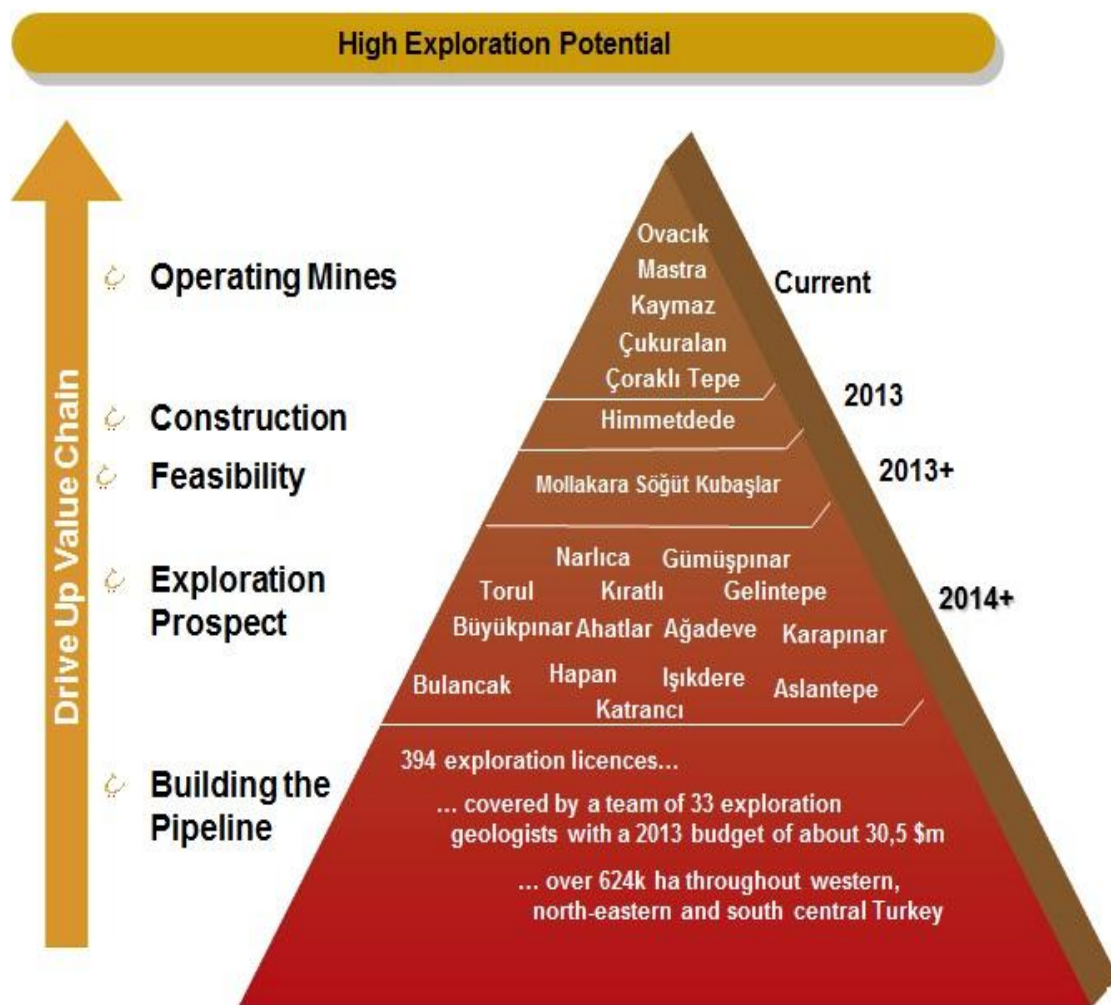 High Exploration Potential
Drive Up Value Chain
Operating Mines
Ovacık
Mastra
Kaymaz
Çukuralan
Çoraklı Tepe
Current
Construction
Himmetdede
2013
Feasibility
Mollakara Söğüt Kubaşlar
2013+
Exploration
Prospect
Narlıca Gümüşpınar
Torul Kıratlı Gelintepe
Büyükpınar Ahatlar Ağadeve Karapınar
Bulancak Hapan Işıkdere Aslantepe
Katrancı
2014+
Building the
Pipeline
394 exploration licences…
… covered by a team of 33 exploration
geologists with a 2013 budget of about 30,5 $m
… over 624k ha throughout western,
north-eastern and south central Turkey